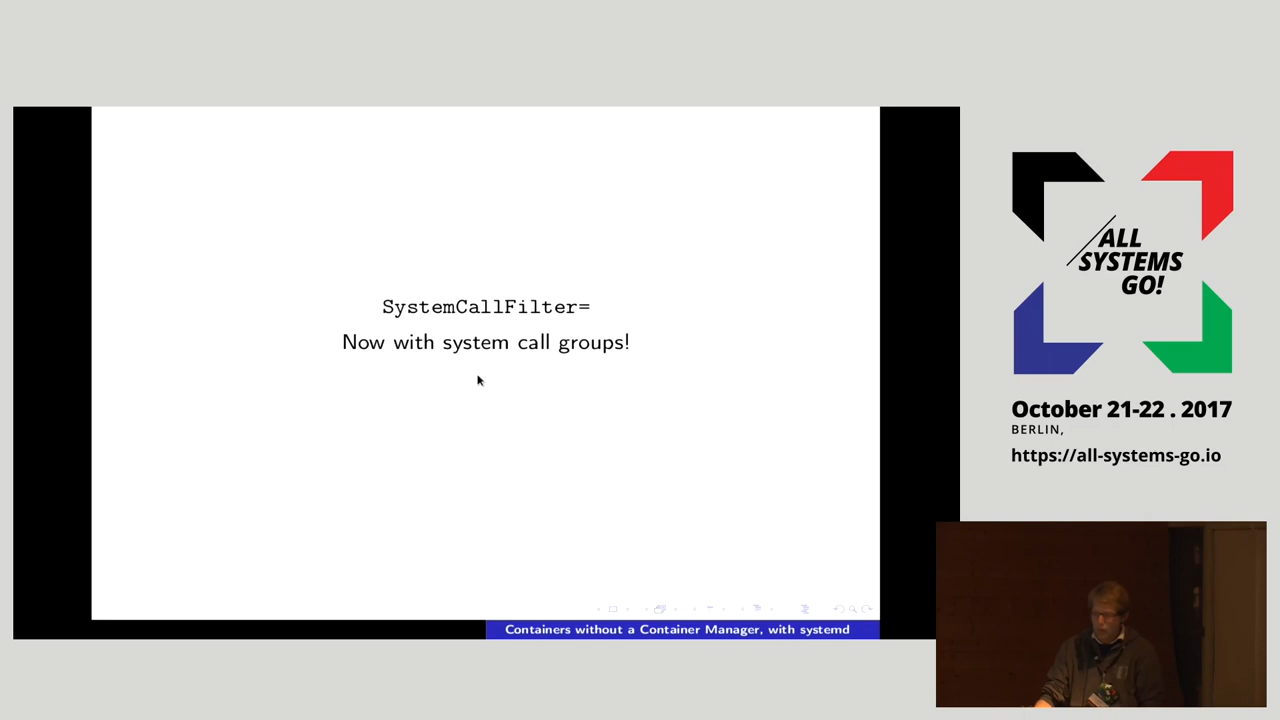 SystemCallFilter=
Now with system call groups!
Containers without a Container Manager, with systemd
ALL
SYSTEMS
GO!
October 21-22 . 2017
BERLIN,
https://all-systems-go.io